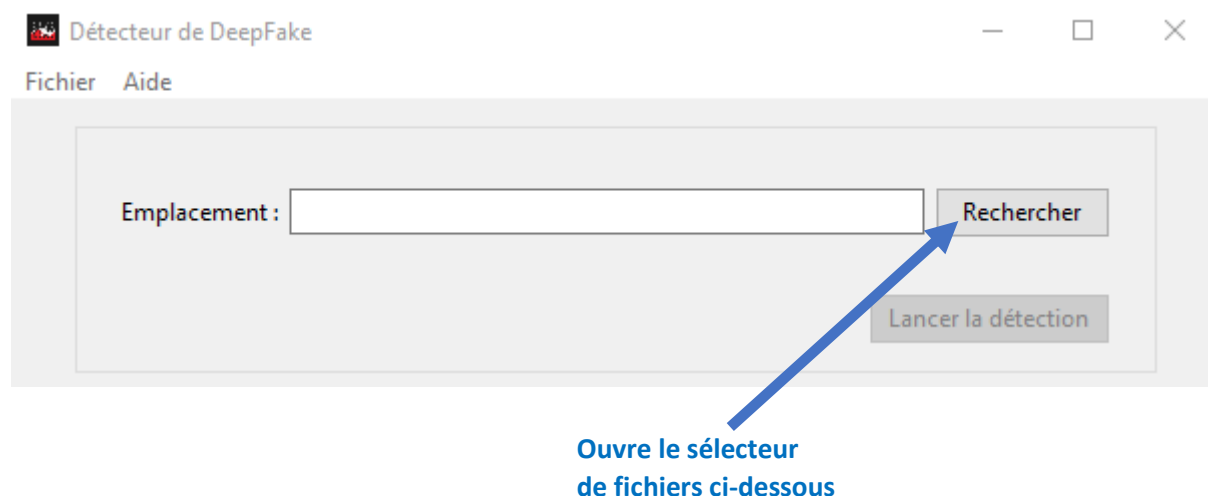 Détecteur de DeepFake
Fichier Aide
Emplacement : Rechercher
Lancer la détection
Ouvre le sélecteur
de fichiers ci-dessous